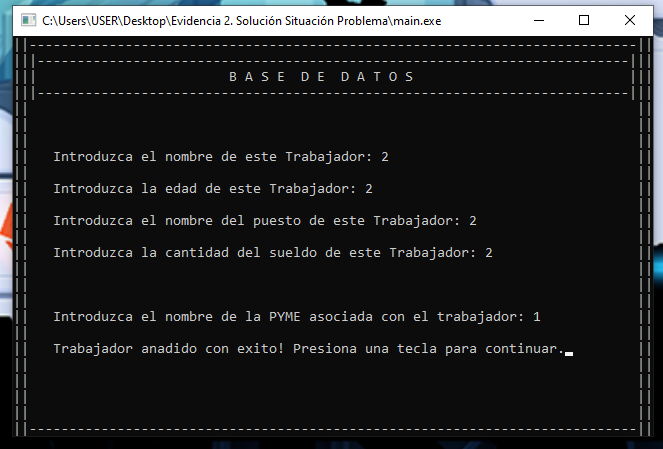 C:\Users\USER\Desktop\Evidencia 2. Solución Situación Problema\main.exe
B A S E  D E  D A T O S
Introduzca el nombre de este Trabajador: 2
Introduzca la edad de este Trabajador: 2
Introduzca el nombre del puesto de este Trabajador: 2
Introduzca la cantidad del sueldo de este Trabajador: 2
Introduzca el nombre de la PYME asociada con el trabajador: 1
Trabajador anadido con exito! Presiona una tecla para continuar.